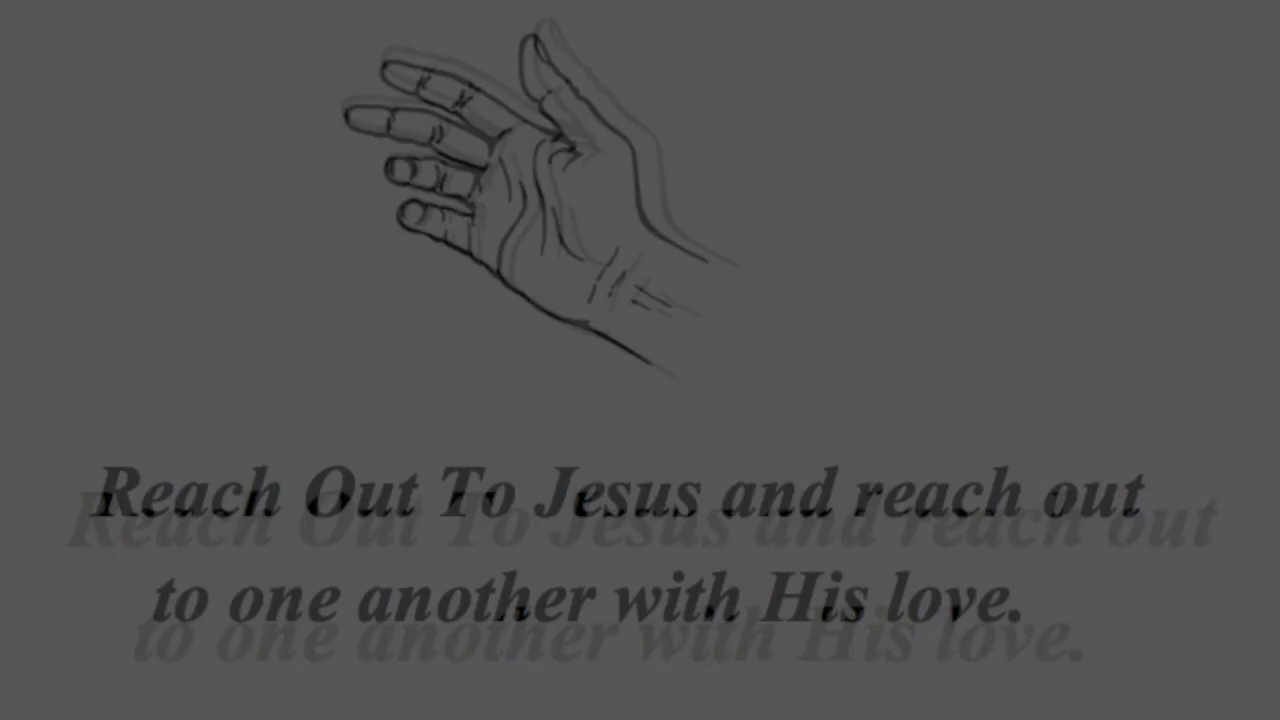 Reach Out To Jesus and reach out
to one another with His love.